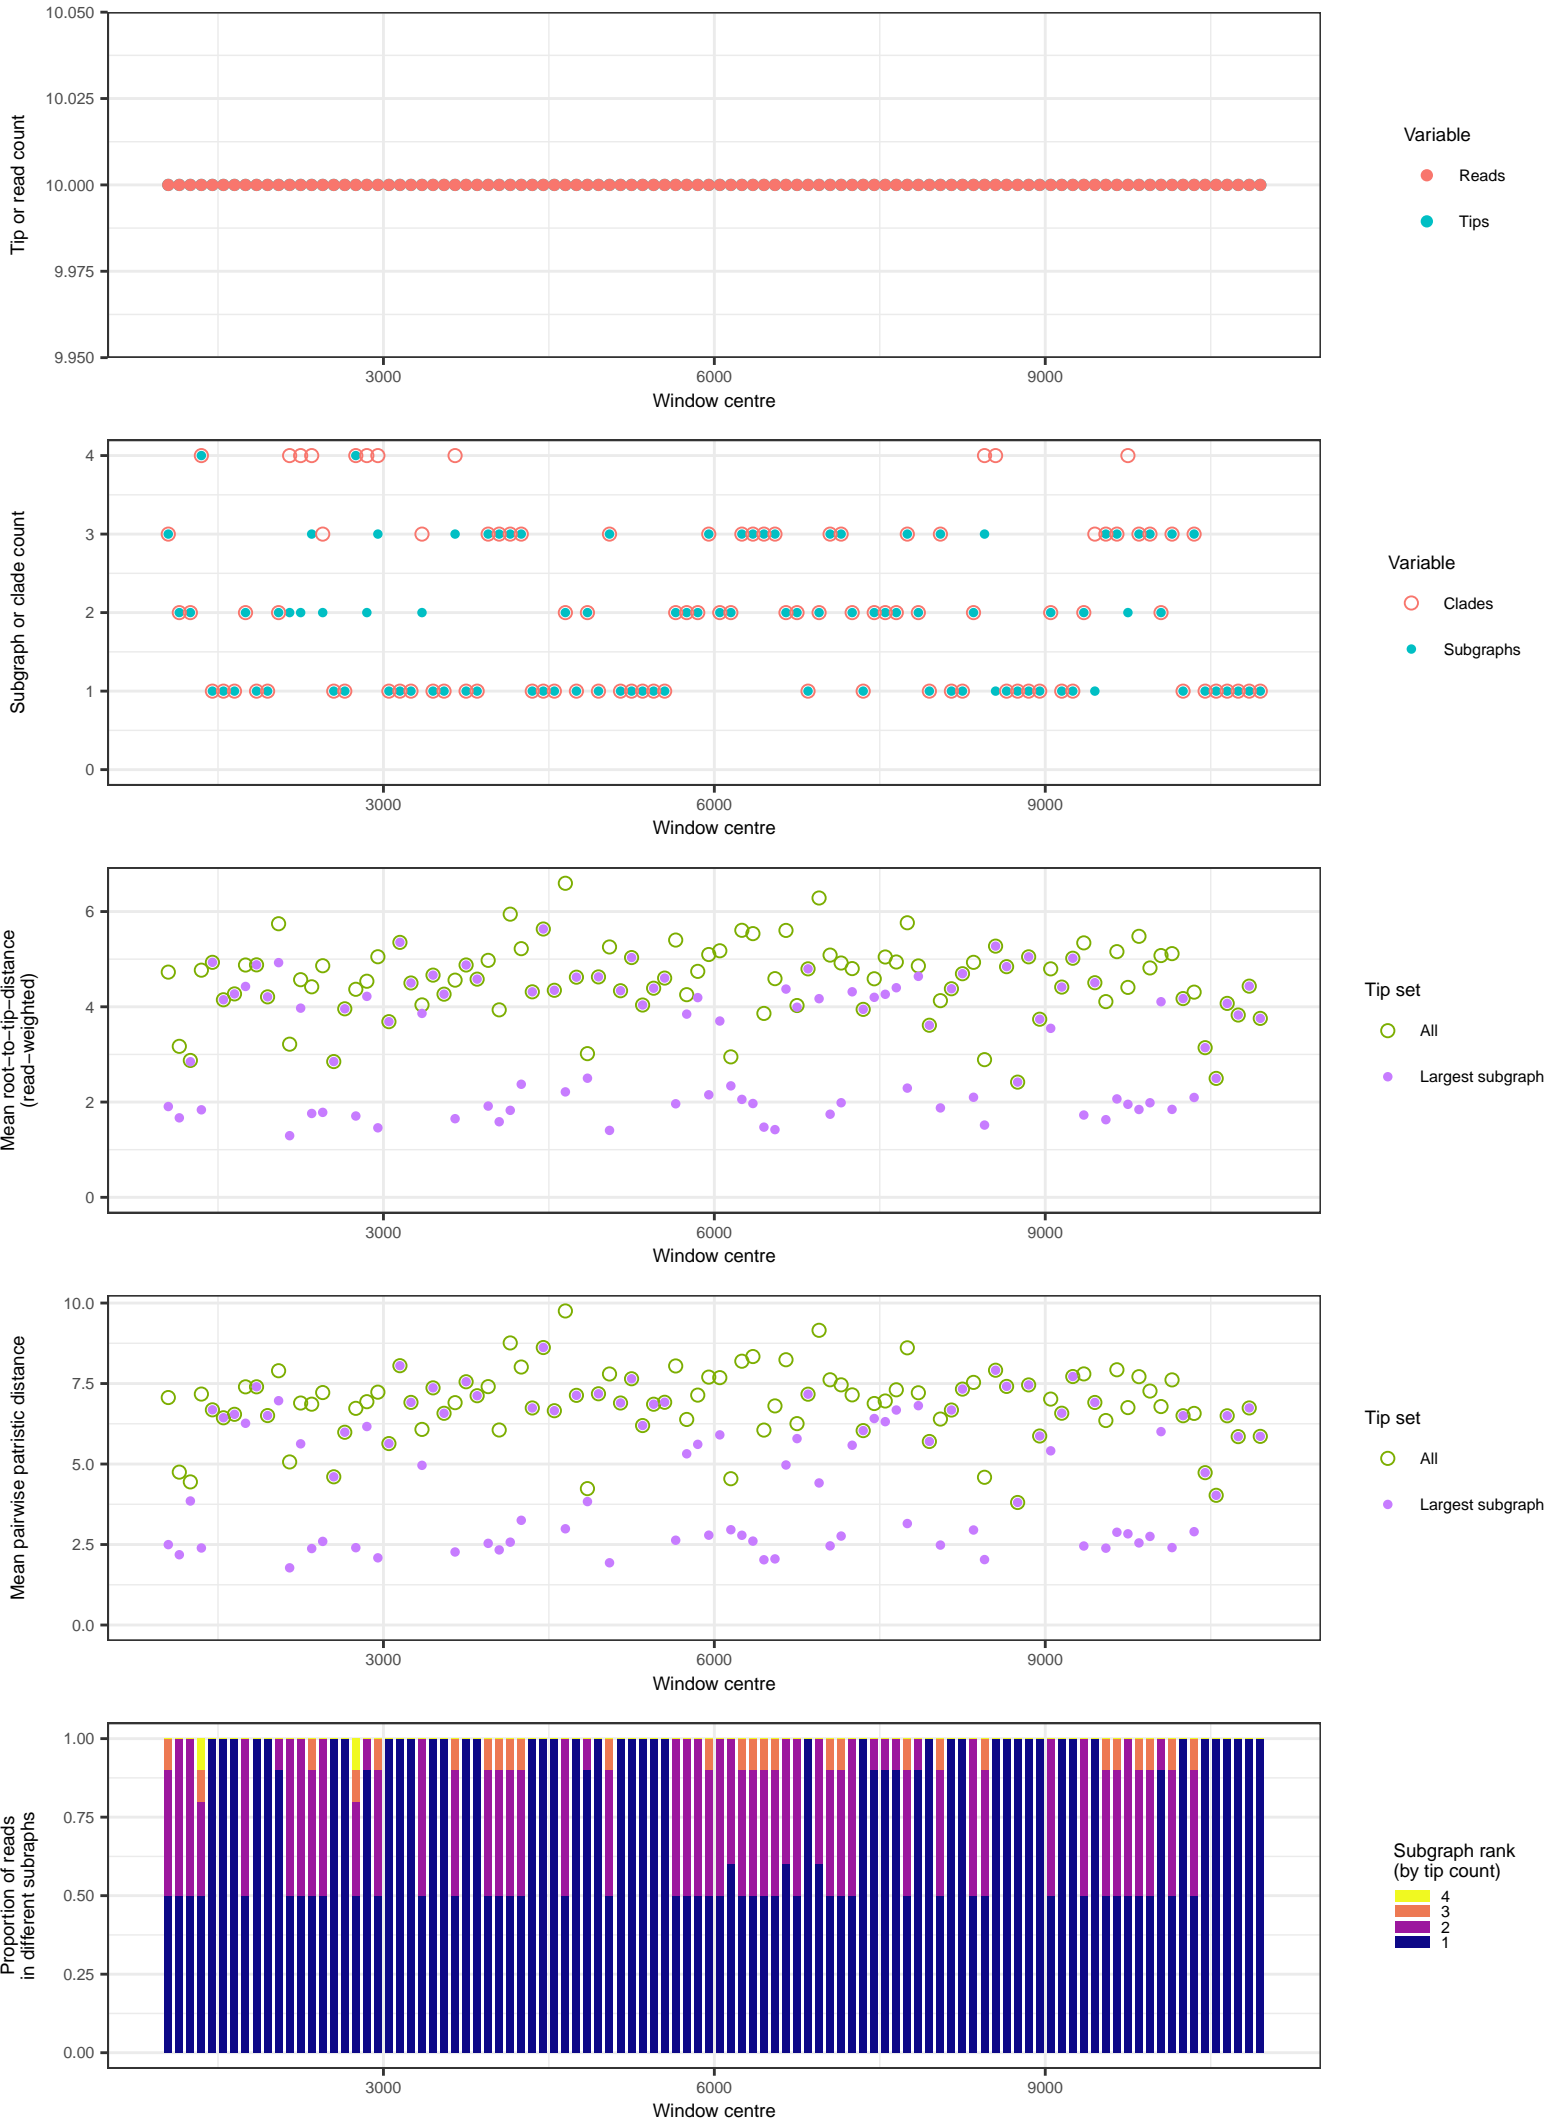 10.050
10.025
10.000
9.975
9.950
Tip or read count
3000 6000 9000
Window centre
Variable
Reads
Tips
4
3
2
1
0
Subgraph or clade count
3000 6000 9000
Window centre
Variable
Clades
Subgraphs
6
4
2
0
Mean root−to−tip−distance
(read−weighted)
3000 6000 9000
Window centre
Tip set
All
Largest subgraph
10.0
7.5
5.0
2.5
0.0
Mean pairwise patristic distance
3000 6000 9000
Window centre
Tip set
All
Largest subgraph
1.00
0.75
0.50
0.25
0.00
Proportion of reads
in different subraphs
3000 6000 9000
Window centre
Subgraph rank
(by tip count)
4
3
2
1